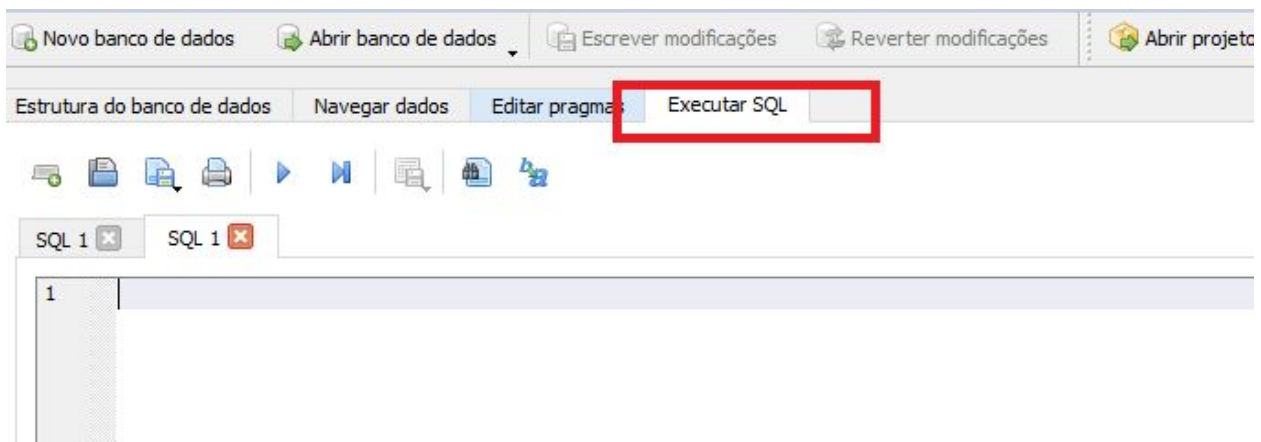 Novo banco de dados Abrir banco de dados Escrever modificações Reverter modificações Abrir projeto
Estrutura do banco de dados Navegar dados Editar pragmas Executar SQL
SQL 1 SQL 1
1